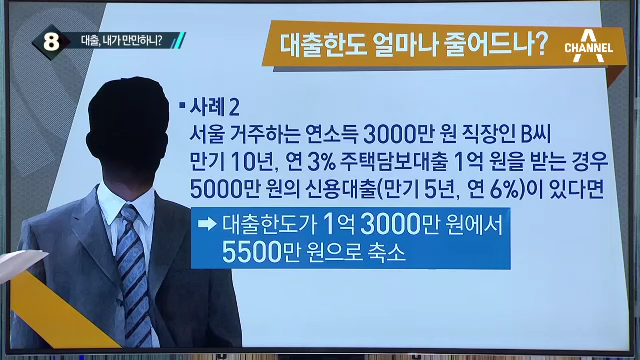 8 대출, 내가 만만하니?
대출한도 얼마나 줄어드나?
CHANNEL
▪ 사례 2
서울 거주하는 연소득 3000만 원 직장인 B씨
만기 10년, 연 3% 주택담보대출 1억 원을 받는 경우
5000만 원의 신용대출(만기 5년, 연 6%)이 있다면
➡ 대출한도가 1억 3000만 원에서
5500만 원으로 축소